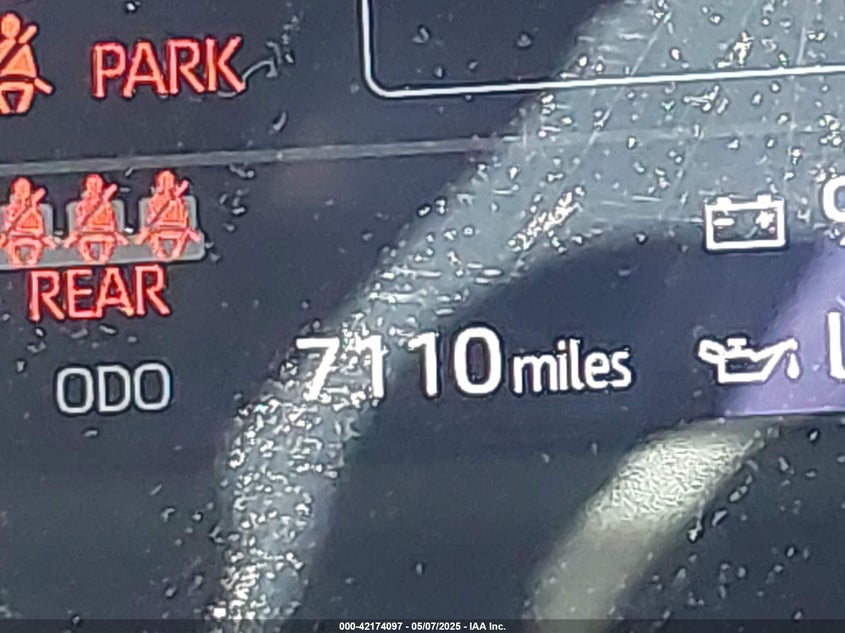 PARK
REAR
ODO 7110 miles
000-42174097 - 05/07/2025 - IAA Inc.